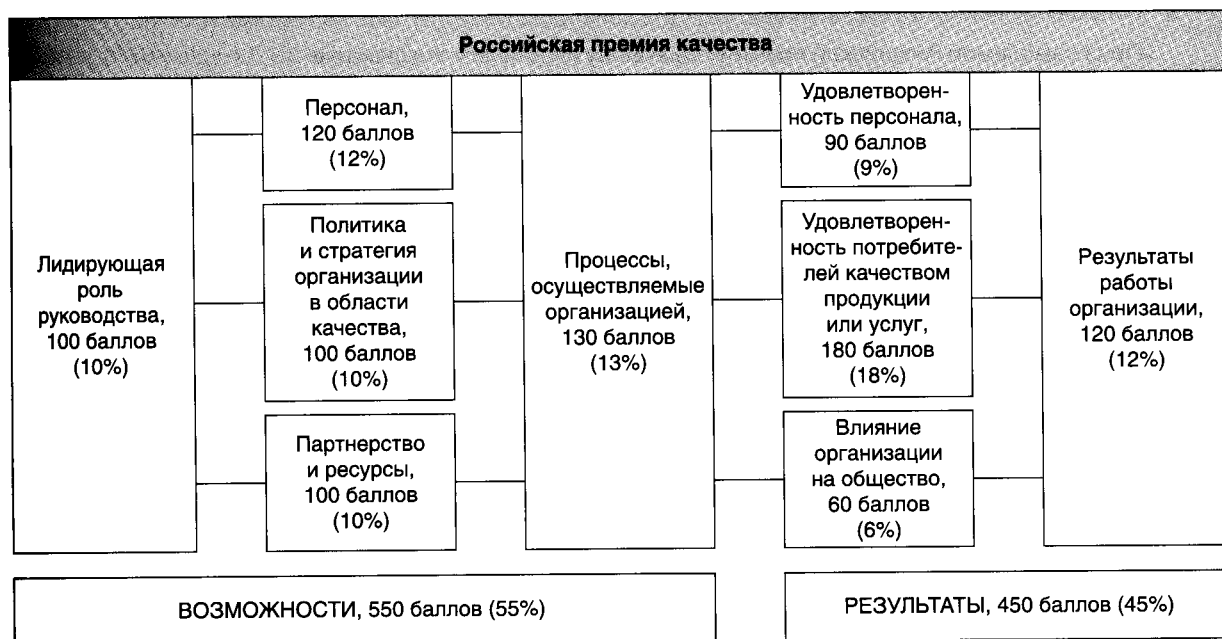 Российская премия качества
Лидирующая
роль
руководства,
100 баллов
(10%)
Персонал,
120 баллов
(12%)
Политика
и стратегия
организации
в области
качества,
100 баллов
(10%)
Партнерство
и ресурсы,
100 баллов
(10%)
Процессы,
осуществляемые
организацией,
130 баллов
(13%)
Удовлетворен-
ность персонала,
90 баллов
(9%)
Удовлетворен-
ность потребите-
лей качеством
продукции
или услуг,
180 баллов
(18%)
Влияние
организации
на общество,
60 баллов
(6%)
Результаты
работы
организации,
120 баллов
(12%)
ВОЗМОЖНОСТИ, 550 баллов (55%)
РЕЗУЛЬТАТЫ, 450 баллов (45%)